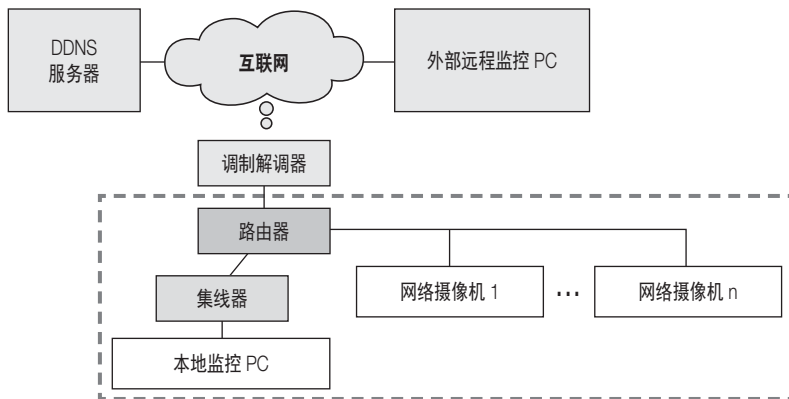 DDNS
服务器
互联网
外部远程监控 PC
调制解调器
路由器
集线器
网络摄像机 1
…
网络摄像机 n
本地监控 PC